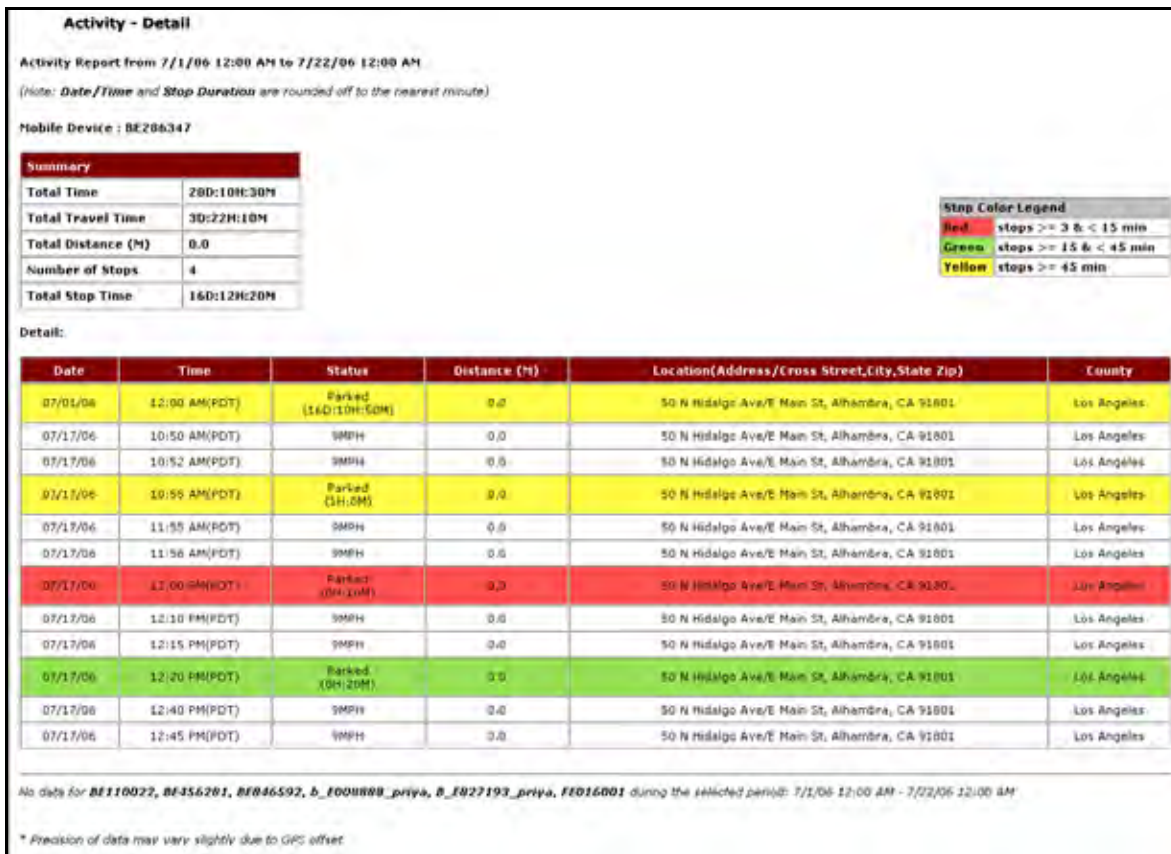 Activity - Detail
Activity Report from 7/1/06 12:00 AM to 7/22/06 12:00 AM
(Note: Date/Time and Stop Duration are rounded off to the nearest minute)
Mobile Device : BE286347
Summary
Total Time 20D:10H:30M
Total Travel Time 3D:22H:10M
Total Distance (M) 0.0
Number of Stops 4
Total Stop Time 16D:12H:20M
Stop Color Legend
Red stops >= 3 & < 15 min
Green stops >= 15 & < 45 min
Yellow stops >= 45 min
Detail:
Date Time Status Distance (M) Location(Address/Cross Street,City,State Zip) County
07/01/06 12:00 AM(PDT) Parked (16D:10H:50M) 0.0 50 N Hidalgo Ave/E Main St, Alhambra, CA 91801 Los Angeles
07/17/06 10:50 AM(PDT) 9MPH 0.0 50 N Hidalgo Ave/E Main St, Alhambra, CA 91801 Los Angeles
07/17/06 10:52 AM(PDT) 9MPH 0.0 50 N Hidalgo Ave/E Main St, Alhambra, CA 91801 Los Angeles
07/17/06 10:55 AM(PDT) Parked (1H:0M) 0.0 50 N Hidalgo Ave/E Main St, Alhambra, CA 91801 Los Angeles
07/17/06 11:55 AM(PDT) 9MPH 0.0 50 N Hidalgo Ave/E Main St, Alhambra, CA 91801 Los Angeles
07/17/06 11:56 AM(PDT) 9MPH 0.0 50 N Hidalgo Ave/E Main St, Alhambra, CA 91801 Los Angeles
07/17/06 12:00 PM(PDT) Parked (0H:10M) 0.0 50 N Hidalgo Ave/E Main St, Alhambra, CA 91801 Los Angeles
07/17/06 12:10 PM(PDT) 9MPH 0.0 50 N Hidalgo Ave/E Main St, Alhambra, CA 91801 Los Angeles
07/17/06 12:15 PM(PDT) 9MPH 0.0 50 N Hidalgo Ave/E Main St, Alhambra, CA 91801 Los Angeles
07/17/06 12:20 PM(PDT) Parked (0H:20M) 0.0 50 N Hidalgo Ave/E Main St, Alhambra, CA 91801 Los Angeles
07/17/06 12:40 PM(PDT) 9MPH 0.0 50 N Hidalgo Ave/E Main St, Alhambra, CA 91801 Los Angeles
07/17/06 12:45 PM(PDT) 9MPH 0.0 50 N Hidalgo Ave/E Main St, Alhambra, CA 91801 Los Angeles
No data for BE110022, BE456281, BE846592, b_E008888_priya, B_E827193_priya, FE016001 during the selected period: 7/1/06 12:00 AM - 7/22/06 12:00 AM
* Precision of data may vary slightly due to GPS offset